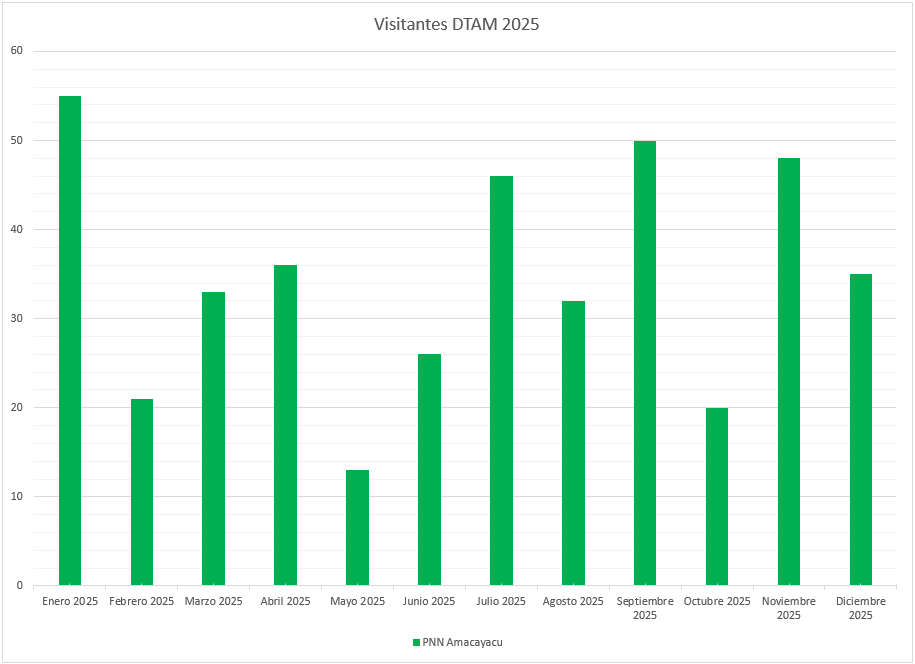 Visitantes DTAM 2025
60
50
40
30
20
10
0
Enero 2025 Febrero 2025 Marzo 2025 Abril 2025 Mayo 2025 Junio 2025 Julio 2025 Agosto 2025 Septiembre 2025 Octubre 2025 Noviembre 2025 Diciembre 2025
PNN Amacayacu